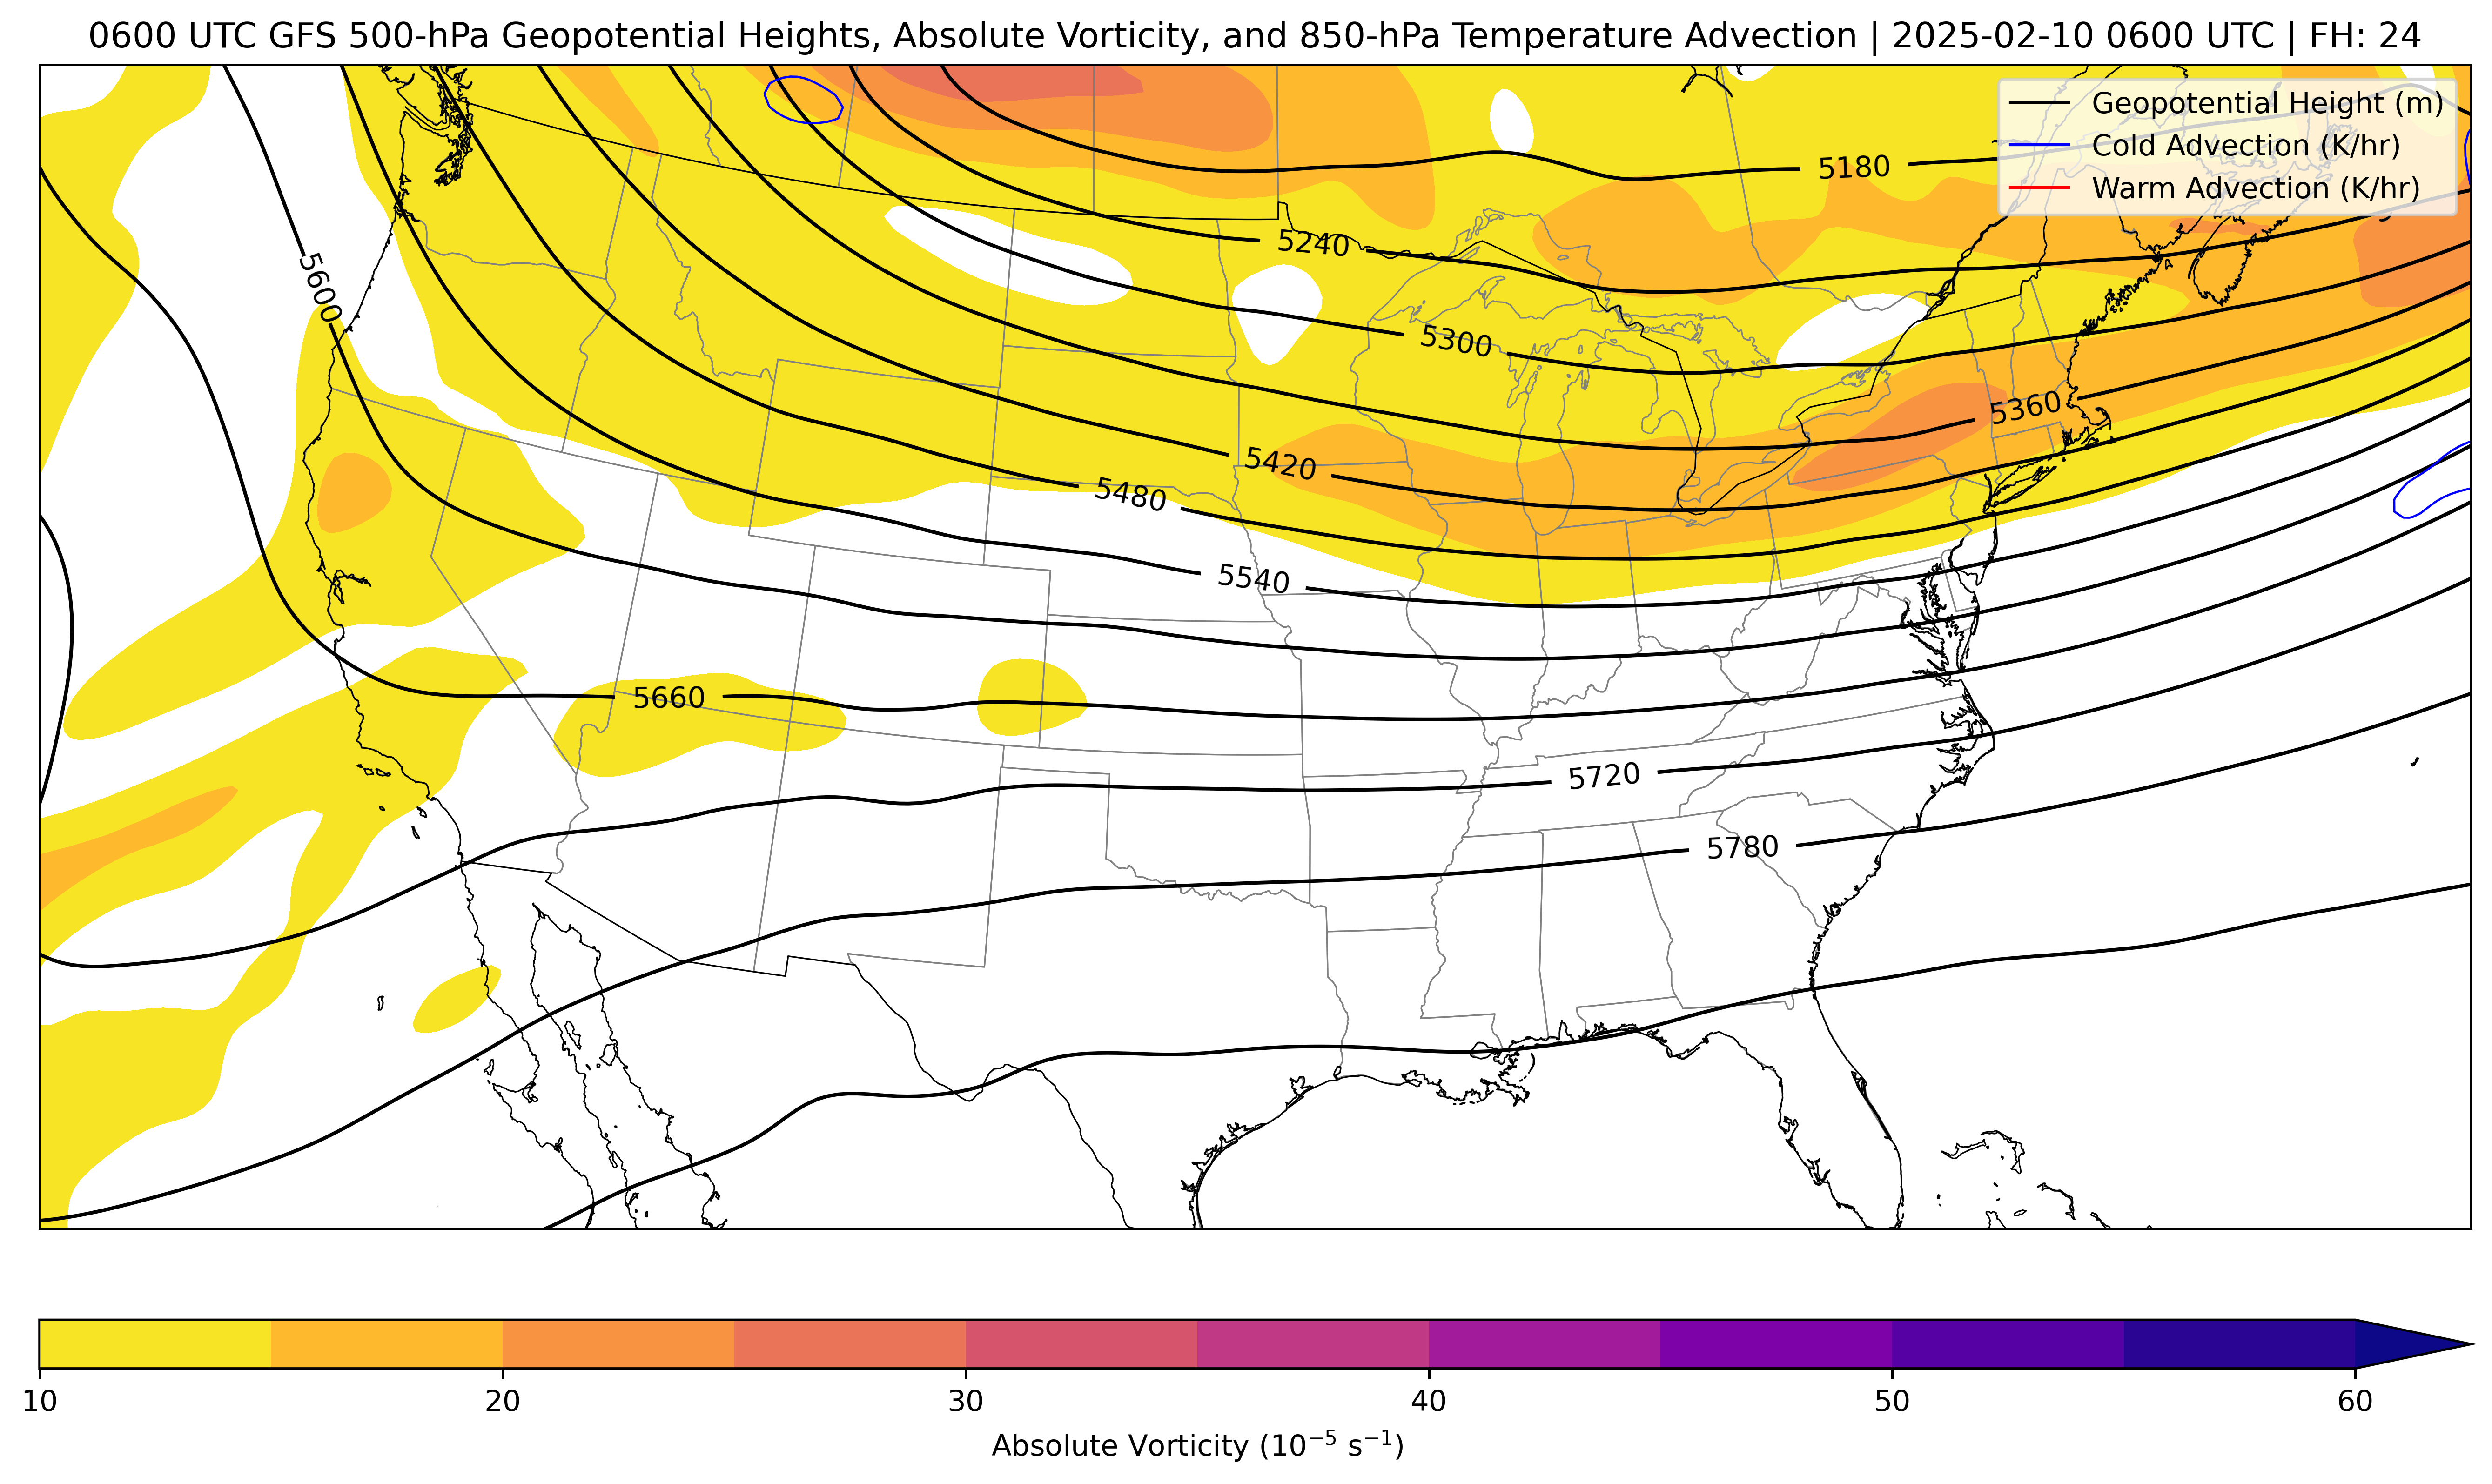 0600 UTC GFS 500-hPa Geopotential Heights, Absolute Vorticity, and 850-hPa Temperature Advection | 2025-02-10 0600 UTC | FH: 24
Geopotential Height (m)
Cold Advection (K/hr)
Warm Advection (K/hr)
5180
5240
5600
5300
5360
5420
5480
5540
5660
5720
5780
10 20 30 40 50 60
Absolute Vorticity (10⁻⁵ s⁻¹)